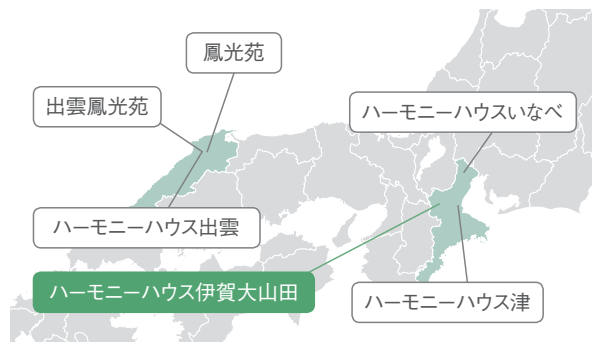 鳳光苑
出雲鳳光苑
ハーモニーハウスいなべ
ハーモニーハウス出雲
ハーモニーハウス伊賀大山田
ハーモニーハウス津